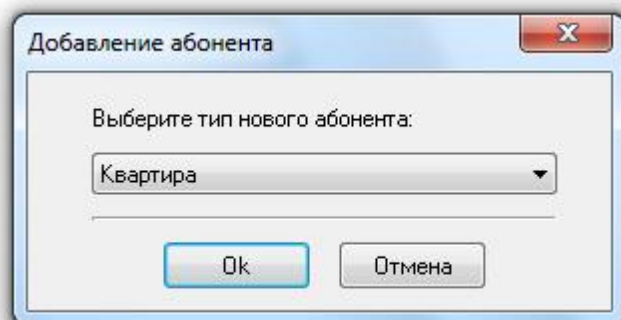 Добавление абонента
Выберите тип нового абонента:
Квартира
Ok
Отмена